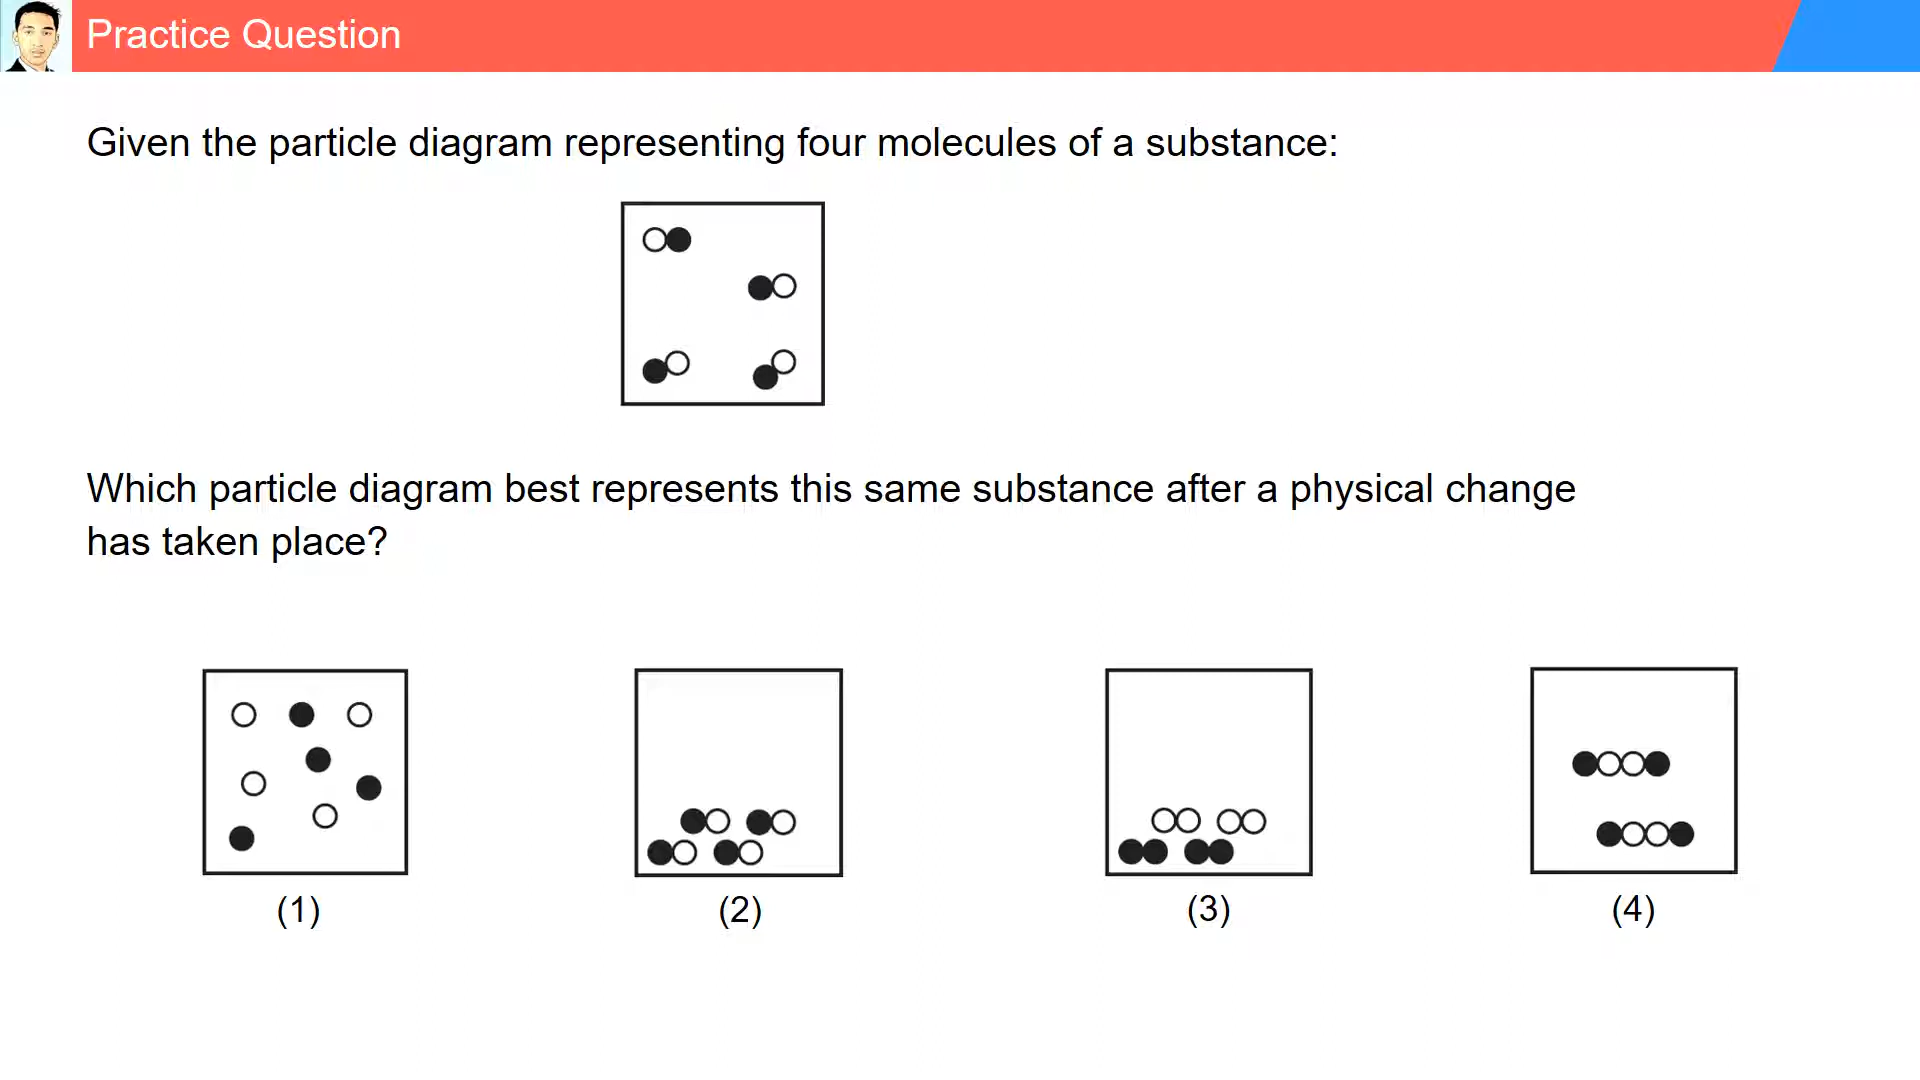 Practice Question
Given the particle diagram representing four molecules of a substance:
Which particle diagram best represents this same substance after a physical change
has taken place?
(1)
(2)
(3)
(4)